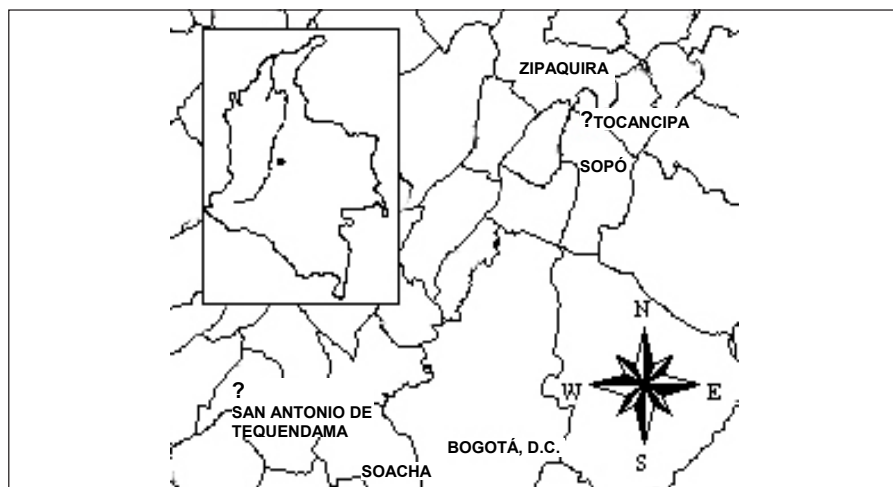 ZIPAQUIRA
?TOCANCIPA
SOPÓ
N
W
E
S
?
SAN ANTONIO DE
TEQUENDAMA
BOGOTÁ, D.C.
SOACHA